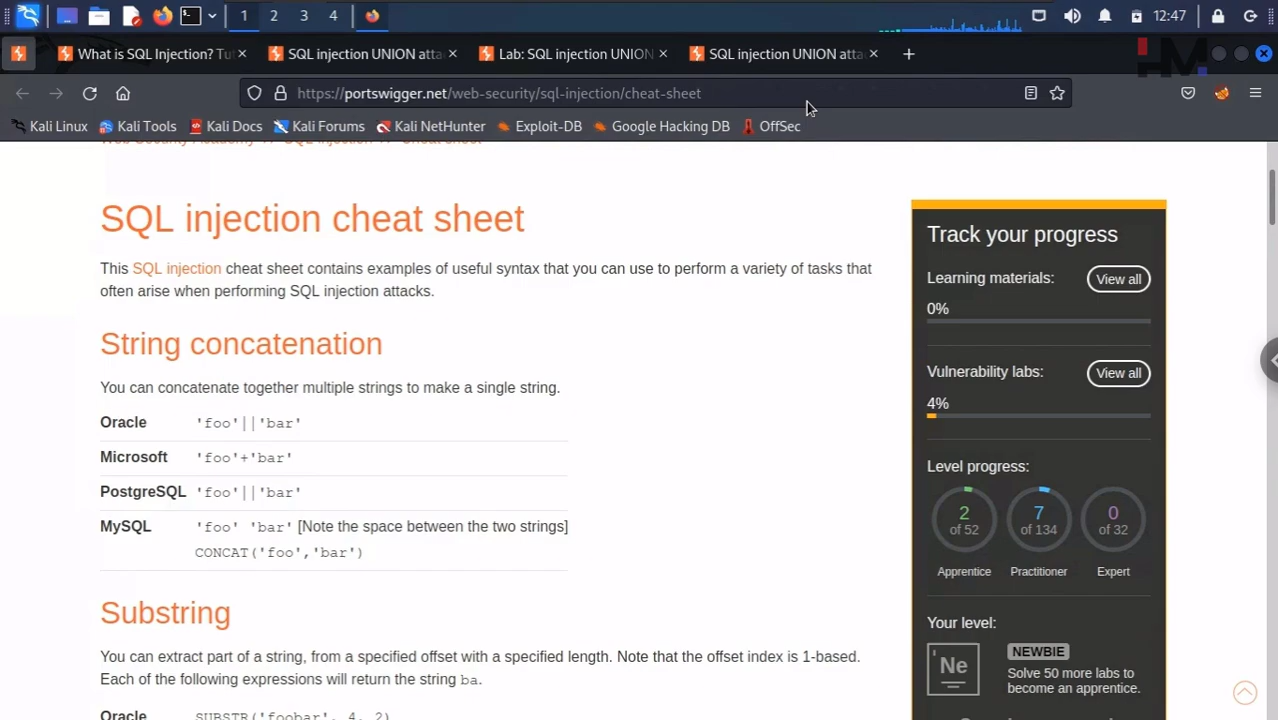 1
2
3
4
12:47
What is SQL Injection? Tut
SQL injection UNION atta
Lab: SQL injection UNION
SQL injection UNION atta
https://portswigger.net/web-security/sql-injection/cheat-sheet
Kali Linux
Kali Tools
Kali Docs
Kali Forums
Kali NetHunter
Exploit-DB
Google Hacking DB
OffSec
SQL injection cheat sheet
This SQL injection cheat sheet contains examples of useful syntax that you can use to perform a variety of tasks that
often arise when performing SQL injection attacks.
String concatenation
You can concatenate together multiple strings to make a single string.
Oracle 'foo'||'bar'
Microsoft 'foo'+'bar'
PostgreSQL 'foo'||'bar'
MySQL 'foo' 'bar' [Note the space between the two strings]
CONCAT('foo','bar')
Substring
You can extract part of a string, from a specified offset with a specified length. Note that the offset index is 1-based.
Each of the following expressions will return the string ba.
Oracle SUBSTR('foobar', 4, 2)
Track your progress
Learning materials: View all
0%
Vulnerability labs: View all
4%
Level progress:
2 of 52
7 of 134
0 of 32
Apprentice
Practitioner
Expert
Your level:
Ne
NEWBIE
Solve 50 more labs to
become an apprentice.